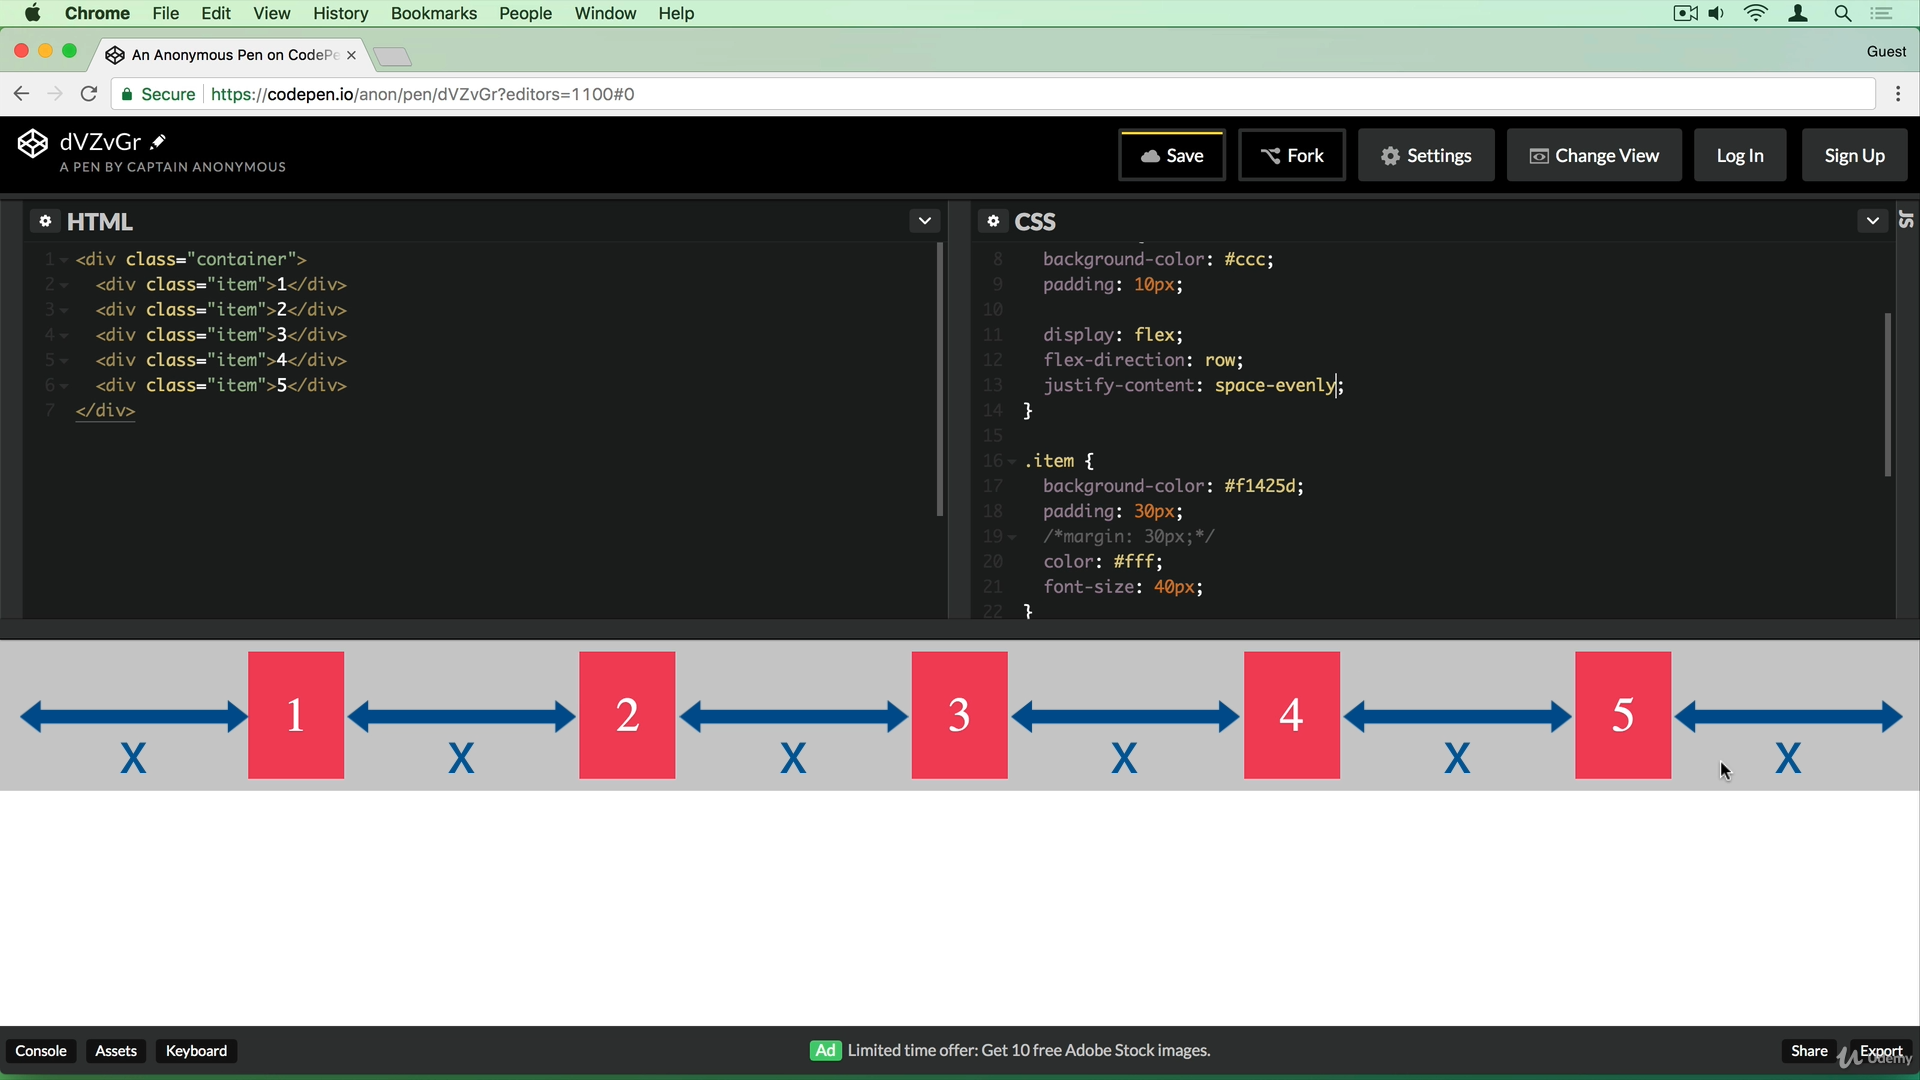 Chrome File Edit View History Bookmarks People Window Help
An Anonymous Pen on CodePe
Guest
Secure https://codepen.io/anon/pen/dVZvGr?editors=1100#0
dVZvGr
A PEN BY CAPTAIN ANONYMOUS
Save Fork Settings Change View Log In Sign Up
HTML
1 <div class="container">
2 <div class="item">1</div>
3 <div class="item">2</div>
4 <div class="item">3</div>
5 <div class="item">4</div>
6 <div class="item">5</div>
7 </div>
CSS
JS
8 background-color: #ccc;
9 padding: 10px;
10
11 display: flex;
12 flex-direction: row;
13 justify-content: space-evenly;
14 }
15
16 .item {
17 background-color: #f1425d;
18 padding: 30px;
19 /*margin: 30px;*/
20 color: #fff;
21 font-size: 40px;
22 }
1 2 3 4 5
X X X X X X
Console Assets Keyboard
Ad Limited time offer: Get 10 free Adobe Stock images.
Share Export
Udemy